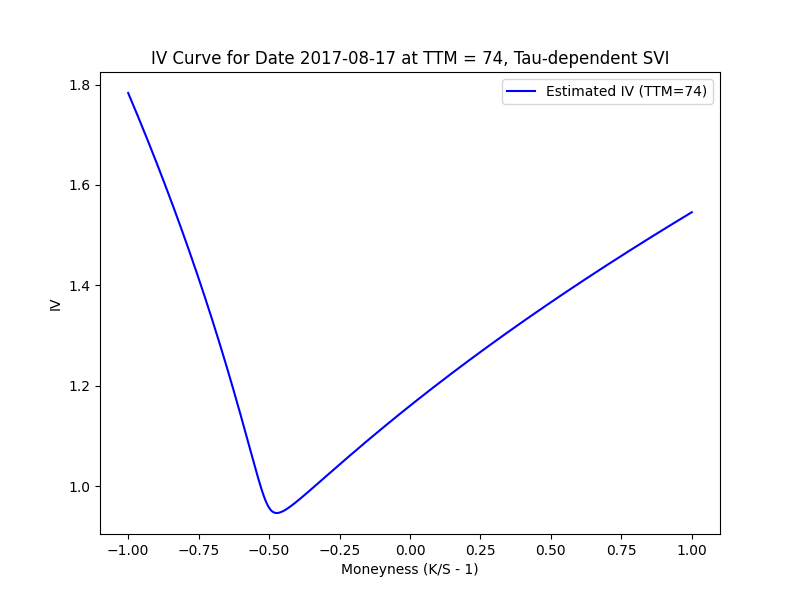 IV Curve for Date 2017-08-17 at TTM = 74, Tau-dependent SVI
Estimated IV (TTM=74)
1.8
1.6
1.4
1.2
1.0
IV
−1.00 −0.75 −0.50 −0.25 0.00 0.25 0.50 0.75 1.00
Moneyness (K/S - 1)